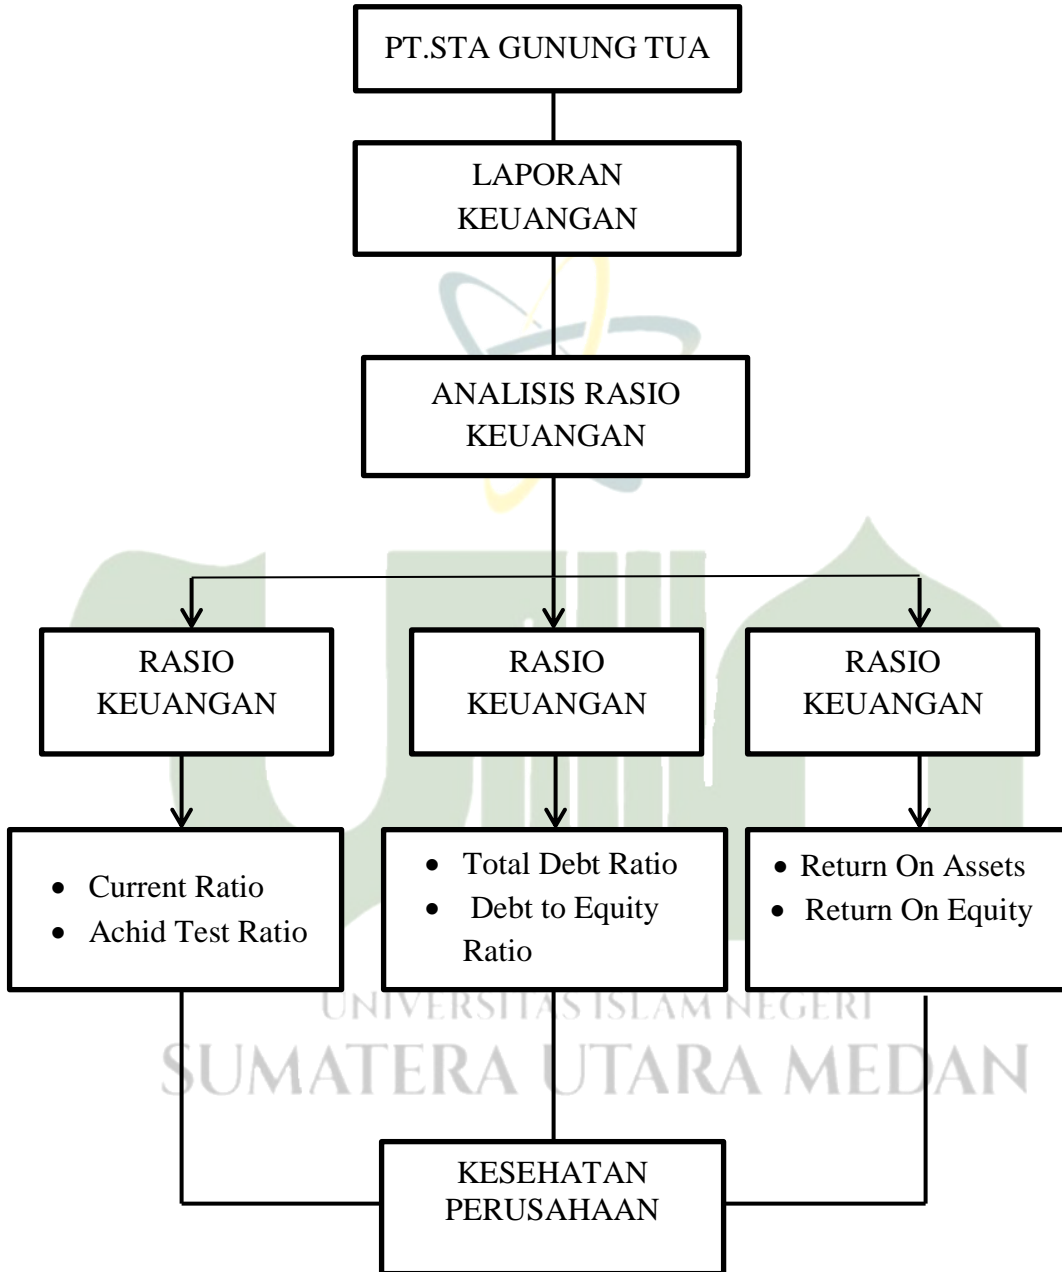 PT.STA GUNUNG TUA
LAPORAN
KEUANGAN
ANALISIS RASIO
KEUANGAN
RASIO
KEUANGAN
RASIO
KEUANGAN
RASIO
KEUANGAN
• Current Ratio
• Achid Test Ratio
• Total Debt Ratio
• Debt to Equity
Ratio
• Return On Assets
• Return On Equity
UNIVERSITAS ISLAM NEGERI
SUMATERA UTARA MEDAN
KESEHATAN
PERUSAHAAN